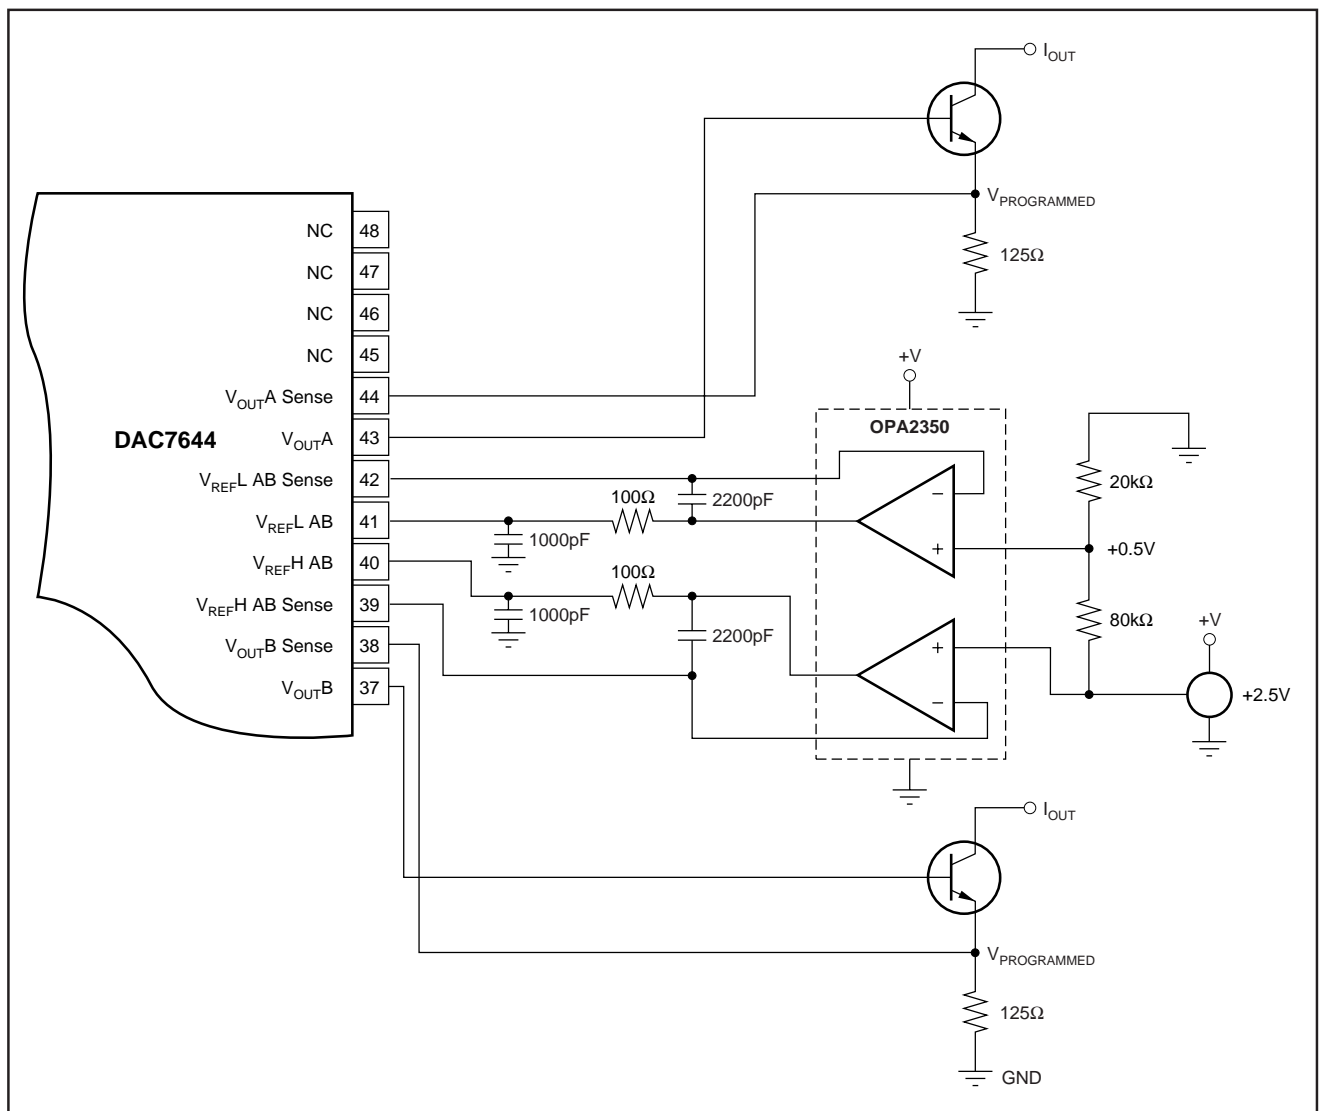 I_OUT
V_PROGRAMMED
125Ω
NC 48
NC 47
NC 46
NC 45
V_OUTA Sense 44
DAC7644
V_OUTA 43
V_REFL AB Sense 42
V_REFL AB 41
V_REFH AB 40
V_REFH AB Sense 39
V_OUTB Sense 38
V_OUTB 37
+V
OPA2350
100Ω
2200pF
1000pF
100Ω
1000pF
2200pF
–
+
+
–
20kΩ
+0.5V
80kΩ
+V
+2.5V
I_OUT
V_PROGRAMMED
125Ω
GND